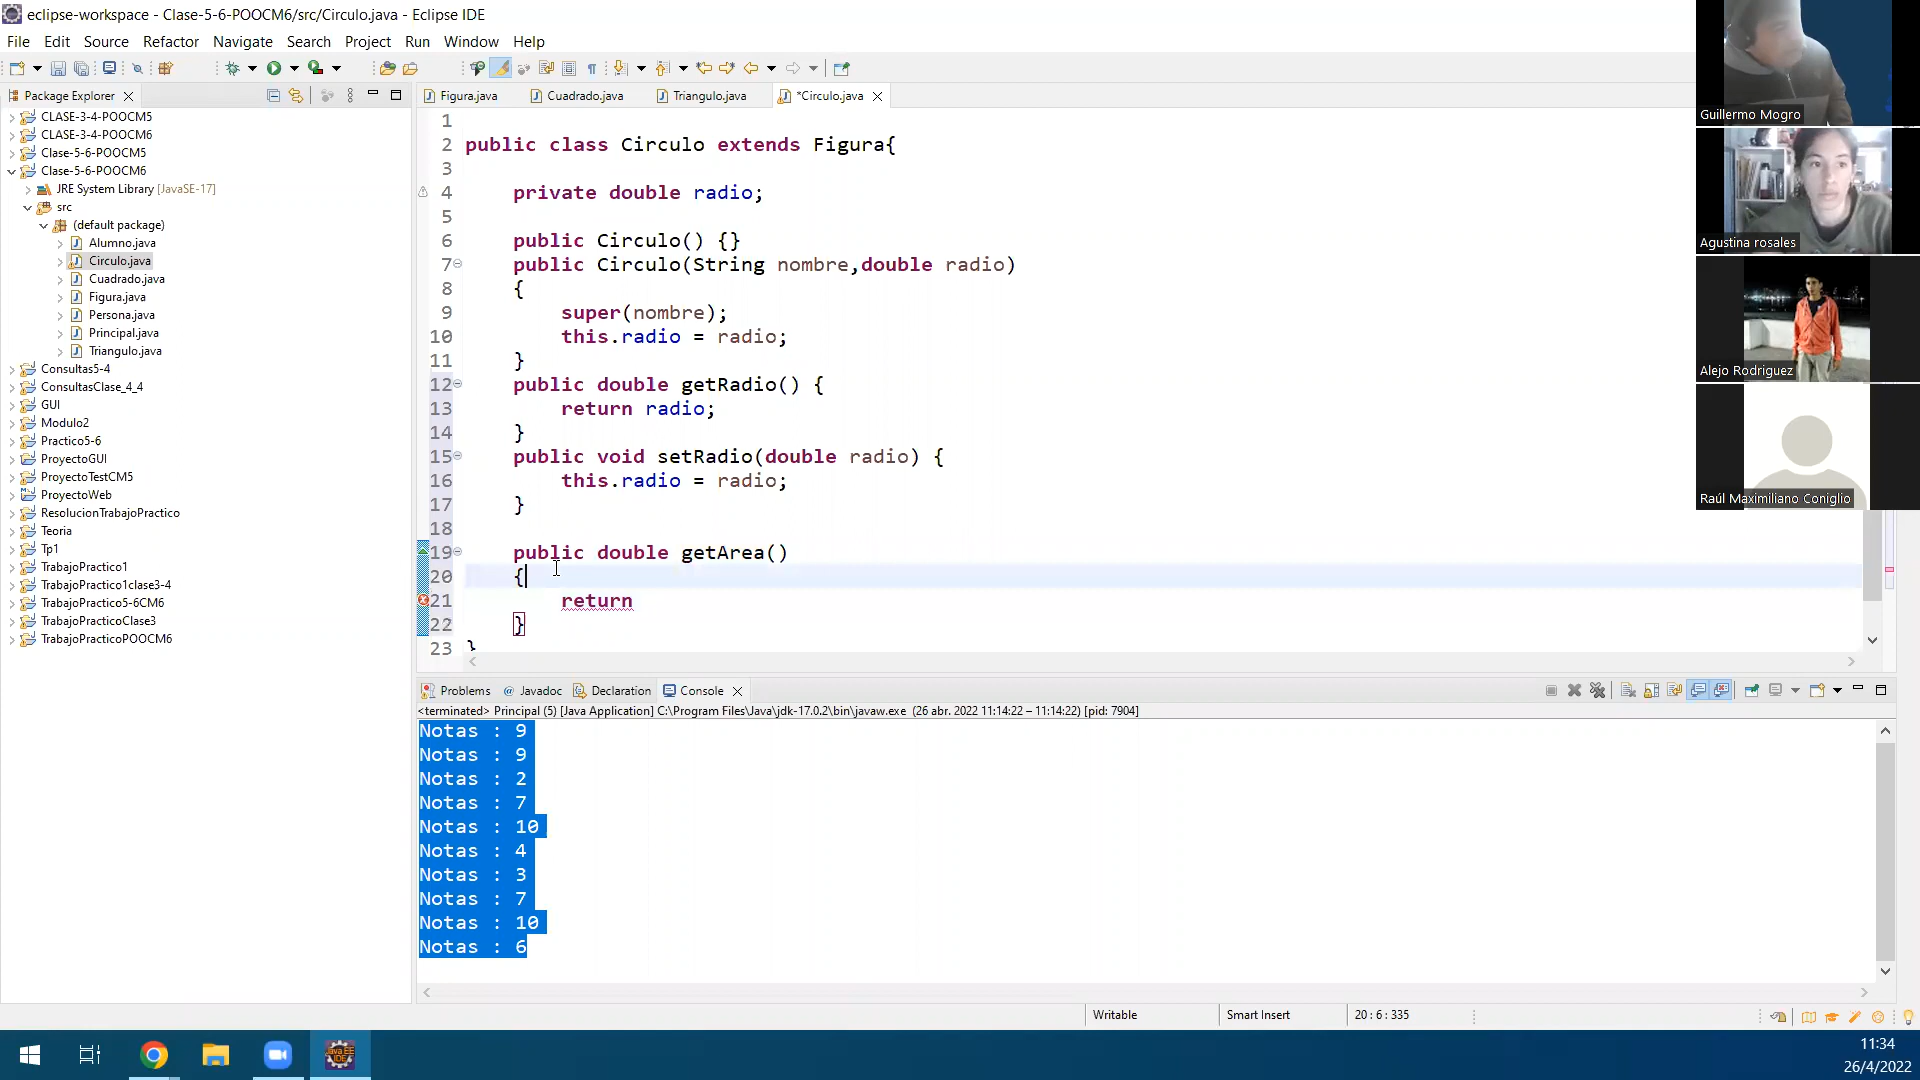 eclipse-workspace - Clase-5-6-POOCM6/src/Circulo.java - Eclipse IDE
File Edit Source Refactor Navigate Search Project Run Window Help
Package Explorer
CLASE-3-4-POOCM5
CLASE-3-4-POOCM6
Clase-5-6-POOCM5
Clase-5-6-POOCM6
JRE System Library [JavaSE-17]
src
(default package)
Alumno.java
Circulo.java
Cuadrado.java
Figura.java
Persona.java
Principal.java
Triangulo.java
Consultas5-4
ConsultasClase_4_4
GUI
Modulo2
Practico5-6
ProyectoGUI
ProyectoTestCM5
ProyectoWeb
ResolucionTrabajoPractico
Teoria
Tp1
TrabajoPractico1
TrabajoPractico1clase3-4
TrabajoPractico5-6CM6
TrabajoPracticoClase3
TrabajoPracticoPOOCM6
Figura.java Cuadrado.java Triangulo.java *Circulo.java
1
2 public class Circulo extends Figura{
3
4 private double radio;
5
6 public Circulo() {}
7 public Circulo(String nombre,double radio)
8 {
9 super(nombre);
10 this.radio = radio;
11 }
12 public double getRadio() {
13 return radio;
14 }
15 public void setRadio(double radio) {
16 this.radio = radio;
17 }
18
19 public double getArea()
20 {
21 return
22 }
23 }
Problems @ Javadoc Declaration Console
<terminated> Principal (5) [Java Application] C:\Program Files\Java\jdk-17.0.2\bin\javaw.exe (26 abr. 2022 11:14:22 – 11:14:22) [pid: 7904]
Notas : 9
Notas : 9
Notas : 2
Notas : 7
Notas : 10
Notas : 4
Notas : 3
Notas : 7
Notas : 10
Notas : 6
Writable Smart Insert 20 : 6 : 335
Guillermo Mogro
Agustina rosales
Alejo Rodriguez
Raúl Maximiliano Coniglio
Java EE
IDE
11:34
26/4/2022